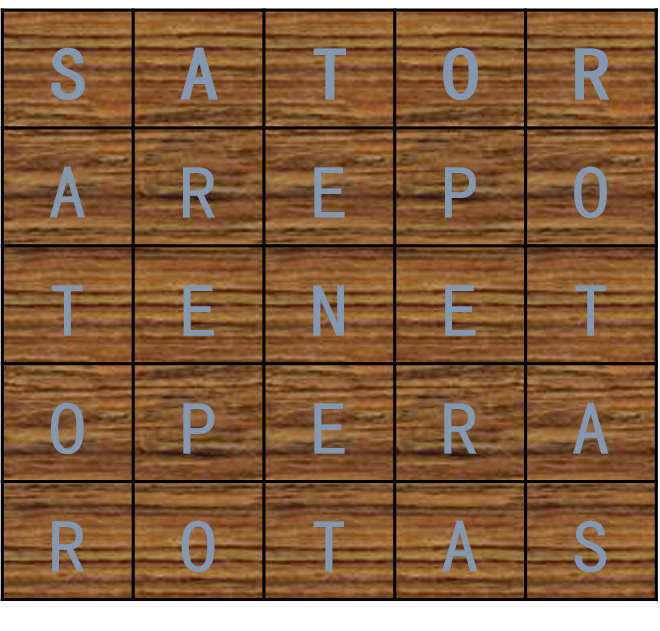 SATOR
AREPO
TENET
OPERA
ROTAS